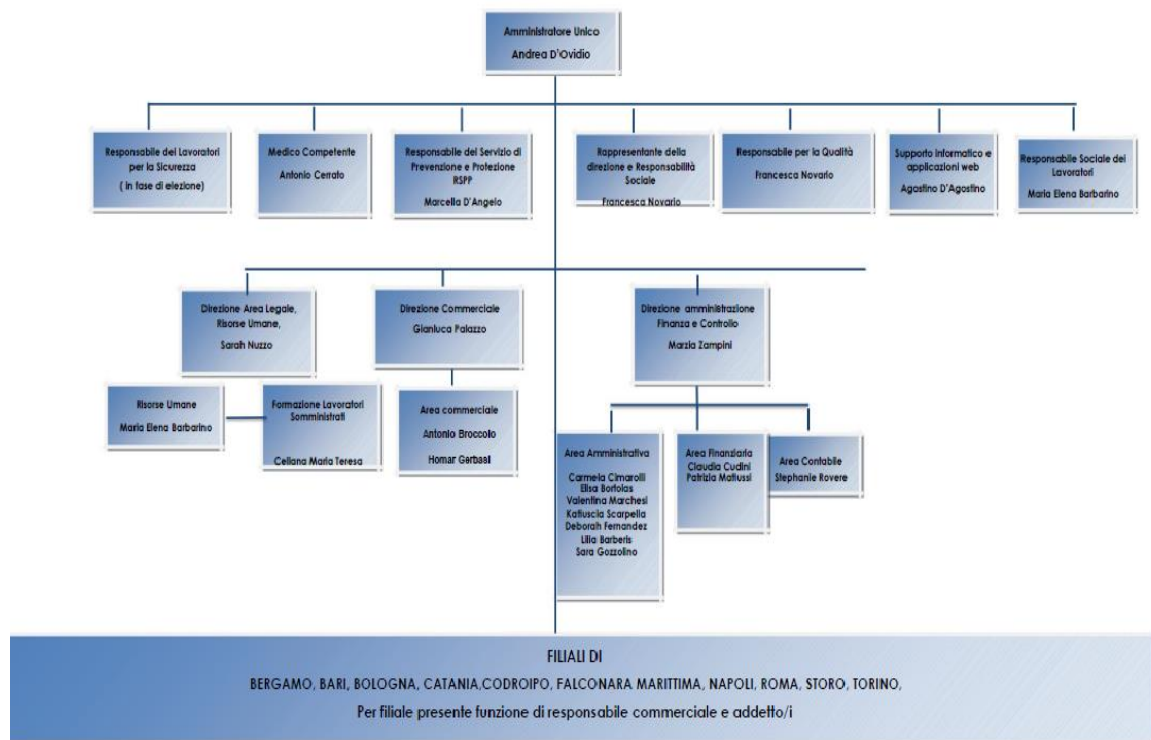 Amministratore Unico
Andrea D'Ovidio
Responsabile dei Lavoratori
per la Sicurezza
( in fase di elezione)
Medico Competente
Antonio Cerrato
Responsabile del Servizio di
Prevenzione e Protezione
RSPP
Marcella D'Angelo
Rappresentante della
direzione e Responsabilità
Sociale
Francesca Novario
Responsabile per la Qualità
Francesca Novario
Supporto informatico e
applicazioni web
Agostino D'Agostino
Responsabile Sociale dei
Lavoratori
Maria Elena Barbarino
Direzione Area Legale,
Risorse Umane,
Sarah Nuzzo
Direzione Commerciale
Gianluca Palazzo
Direzione amministrazione
Finanza e Controllo
Marzia Zampini
Risorse Umane
Maria Elena Barbarino
Formazione Lavoratori
Somministrati
Celiana Maria Teresa
Area commerciale
Antonio Broccolo
Homar Gerbasi
Area Amministrativa
Carmela Cimarolli
Elisa Bortolas
Valentina Marchesi
Katiuscia Scarpella
Deborah Fernandez
Lilia Barberis
Sara Gozzolino
Area Finanziaria
Claudia Cudini
Patrizia Matiussi
Area Contabile
Stephanie Rovere
FILIALI DI
BERGAMO, BARI, BOLOGNA, CATANIA,CODROIPO, FALCONARA MARITTIMA, NAPOLI, ROMA, STORO, TORINO,
Per filiale presente funzione di responsabile commerciale e addetto/i